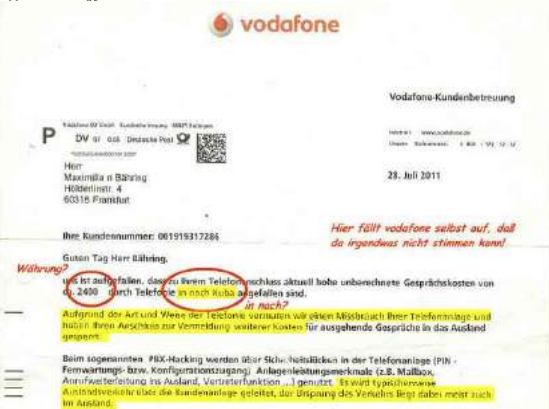 vodafone
Vodafone-Kundenbetreuung
P
DV 07 0,55 Deutsche Post
Herr
Maximilian Bähring
Hölderlinstr. 4
60316 Frankfurt
28. Juli 2011
Ihre Kundennummer: 001919317286
Hier fällt vodafone selbst auf, daß
da irgendwas nicht stimmen kann!
Guten Tag Herr Bähring,
Währung?
uns ist aufgefallen, dass zu Ihrem Telefonanschluss aktuell hohe unberechnete Gesprächskosten von
2400 durch Telefonie in nach Kuba angefallen sind.
in nach?
Aufgrund der Art und Weise der Telefonie vermuten wir einen Missbrauch Ihrer Telefonanlage und
haben Ihren Anschluss zur Vermeidung weiterer Kosten für ausgehende Gespräche in das Ausland
gesperrt.
Beim sogenannten PBX-Hacking werden über Sicherheitslücken in der Telefonanlage (PIN -
Fernwartungs- bzw. Konfigurationszugang) Anlagenleistungsmerkmale (z.B. Mailbox,
Anrufweiterleitung ins Ausland, Vertreterfunktion ...) genutzt. Es wird typischerweise
Auslandsverkehr über die Kundenanlage geleitet, der Ursprung des Verkehrs liegt dabei meist auch
im Ausland.